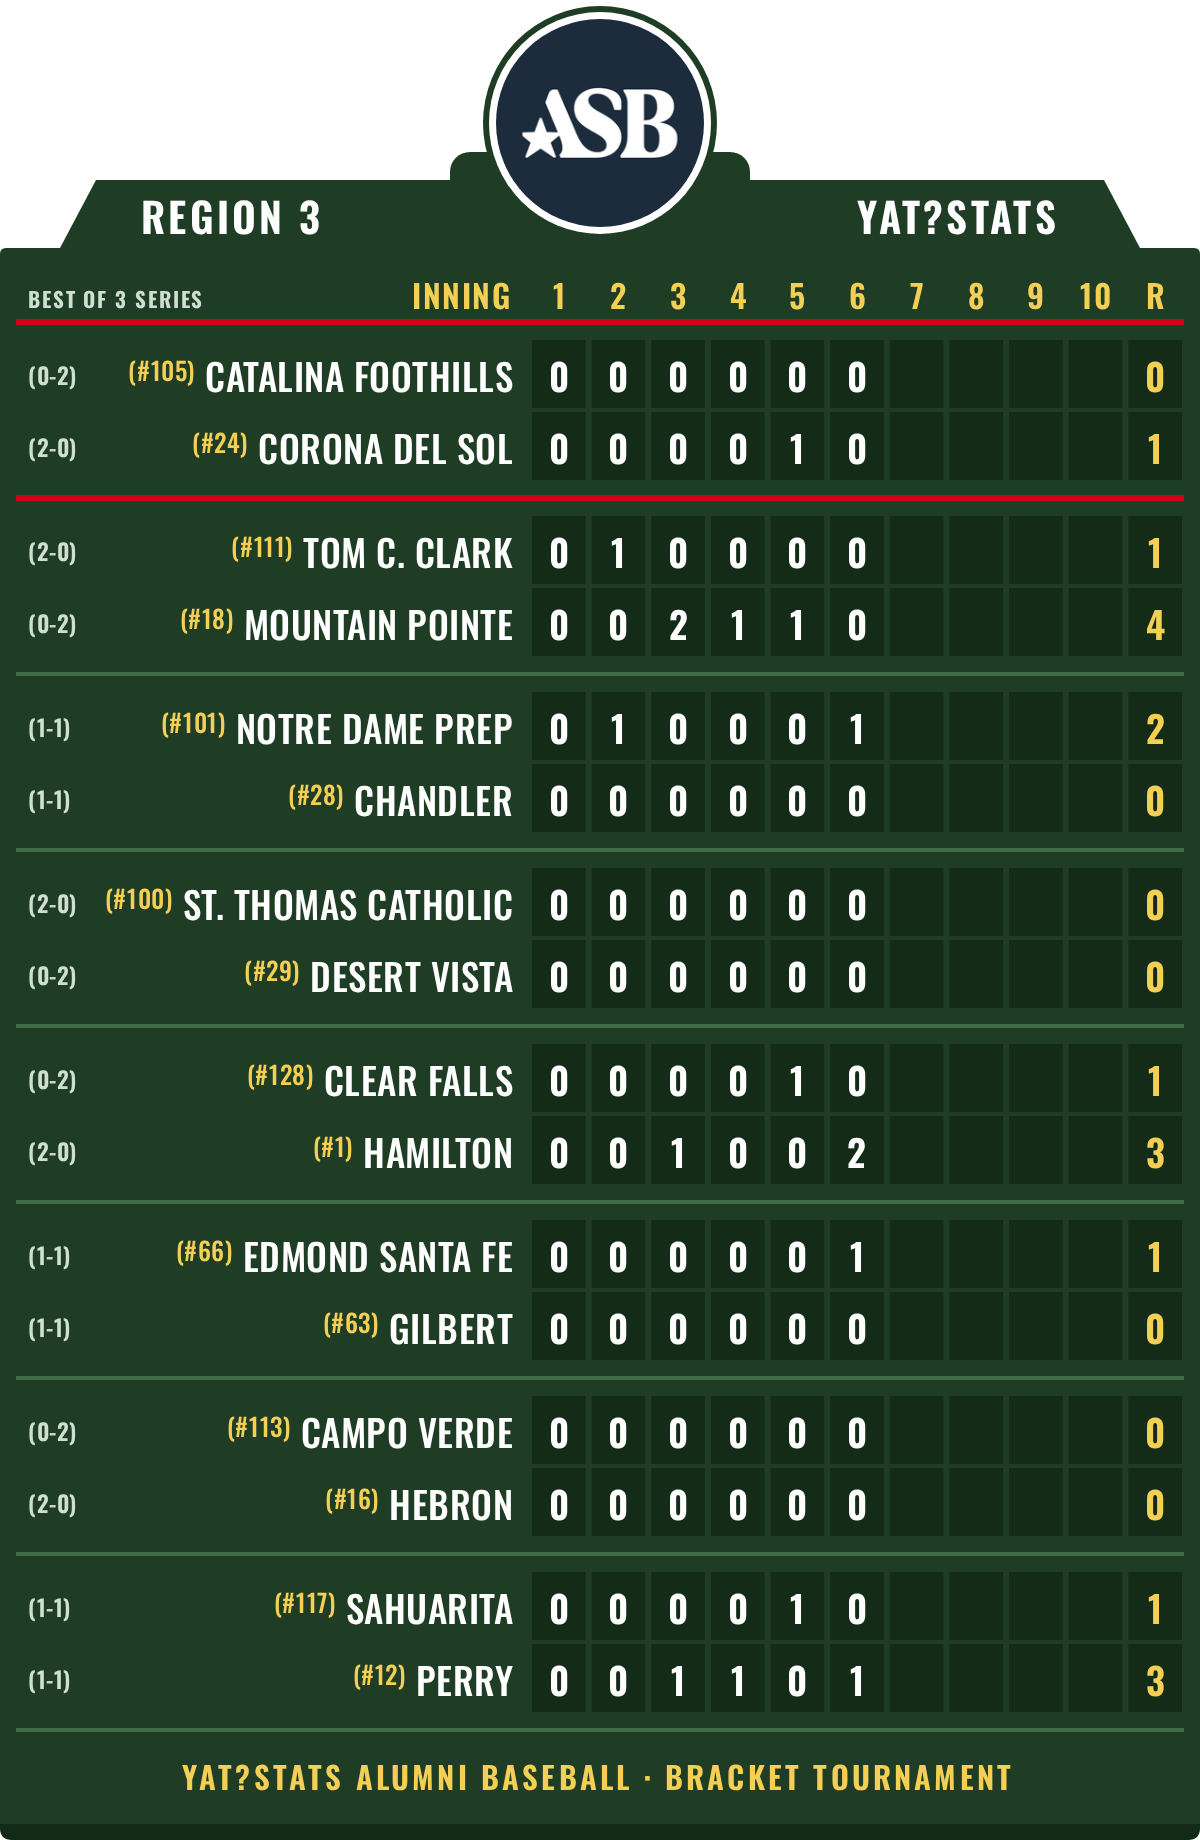 ASB
REGION 3 YAT?STATS
BEST OF 3 SERIES INNING 1 2 3 4 5 6 7 8 9 10 R
(0-2) (#105) CATALINA FOOTHILLS 0 0 0 0 0 0 0
(2-0) (#24) CORONA DEL SOL 0 0 0 0 1 0 1
(2-0) (#111) TOM C. CLARK 0 1 0 0 0 0 1
(0-2) (#18) MOUNTAIN POINTE 0 0 2 1 1 0 4
(1-1) (#101) NOTRE DAME PREP 0 1 0 0 0 1 2
(1-1) (#28) CHANDLER 0 0 0 0 0 0 0
(2-0) (#100) ST. THOMAS CATHOLIC 0 0 0 0 0 0 0
(0-2) (#29) DESERT VISTA 0 0 0 0 0 0 0
(0-2) (#128) CLEAR FALLS 0 0 0 0 1 0 1
(2-0) (#1) HAMILTON 0 0 1 0 0 2 3
(1-1) (#66) EDMOND SANTA FE 0 0 0 0 0 1 1
(1-1) (#63) GILBERT 0 0 0 0 0 0 0
(0-2) (#113) CAMPO VERDE 0 0 0 0 0 0 0
(2-0) (#16) HEBRON 0 0 0 0 0 0 0
(1-1) (#117) SAHUARITA 0 0 0 0 1 0 1
(1-1) (#12) PERRY 0 0 1 1 0 1 3
YAT?STATS ALUMNI BASEBALL · BRACKET TOURNAMENT